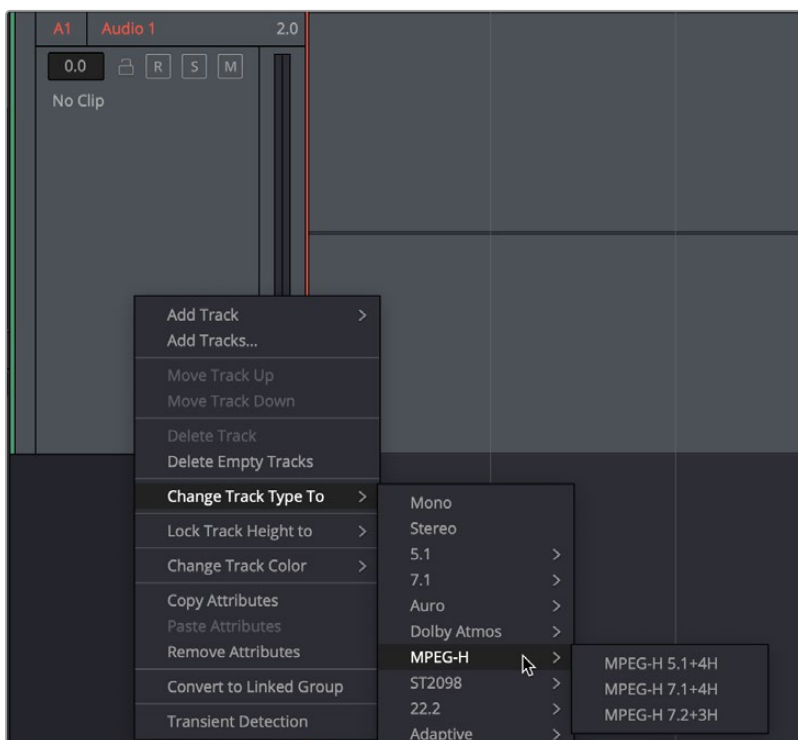 A1 Audio 1 2.0
0.0 R S M
No Clip
Add Track >
Add Tracks...
Move Track Up
Move Track Down
Delete Track
Delete Empty Tracks
Change Track Type To >
Lock Track Height to >
Change Track Color >
Copy Attributes
Paste Attributes
Remove Attributes
Convert to Linked Group
Transient Detection
Mono
Stereo
5.1 >
7.1 >
Auro >
Dolby Atmos >
MPEG-H >
ST2098 >
22.2 >
Adaptive >
MPEG-H 5.1+4H
MPEG-H 7.1+4H
MPEG-H 7.2+3H